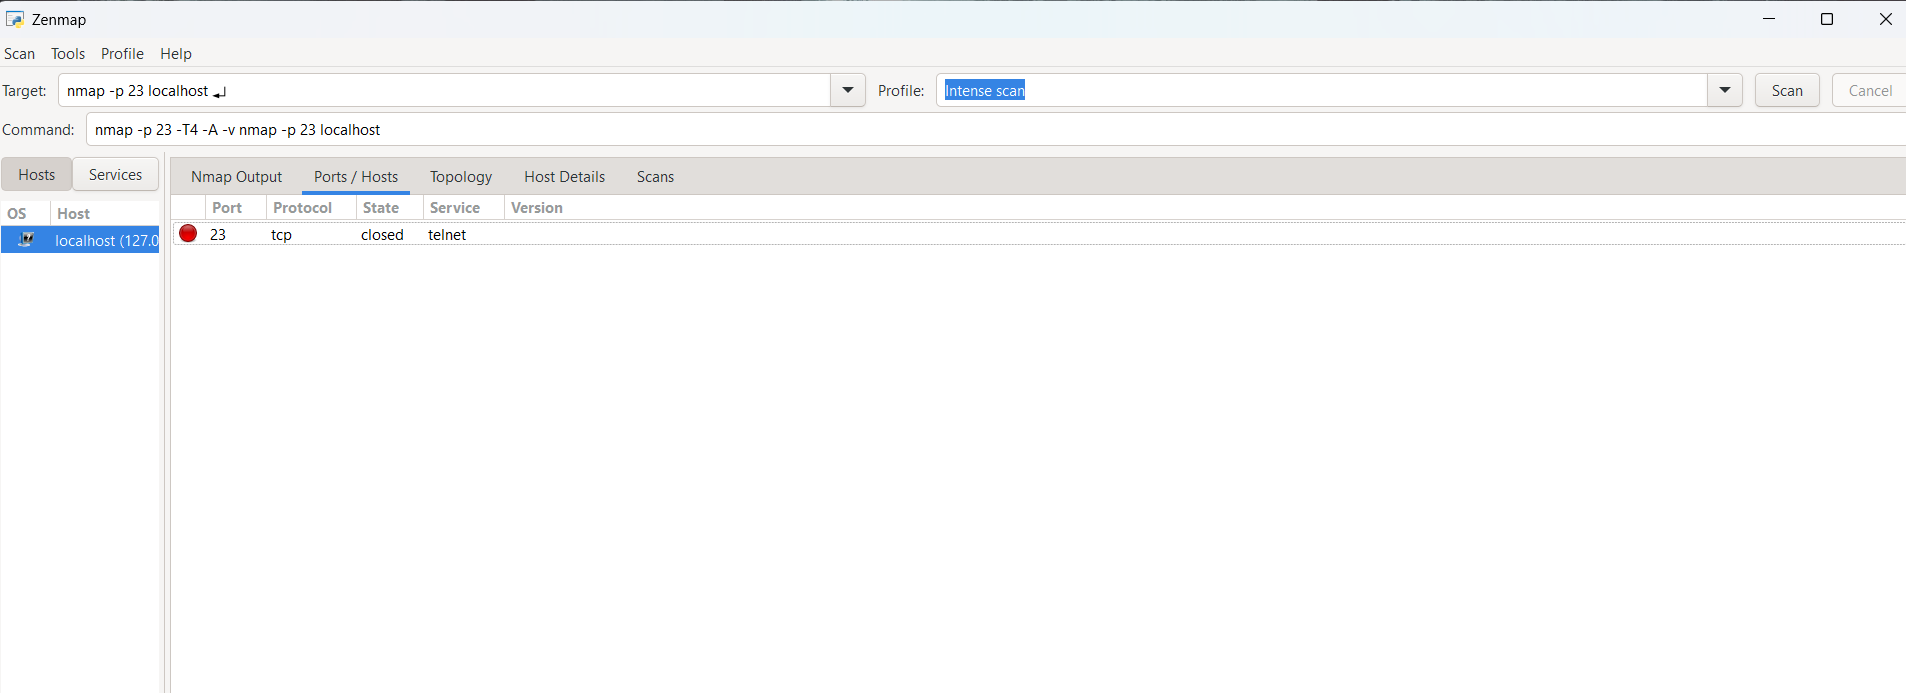 Zenmap
Scan Tools Profile Help
Target: nmap -p 23 localhost Profile: Intense scan Scan Cancel
Command: nmap -p 23 -T4 -A -v nmap -p 23 localhost
Hosts Services Nmap Output Ports / Hosts Topology Host Details Scans
OS Host Port Protocol State Service Version
localhost (127.0 23 tcp closed telnet